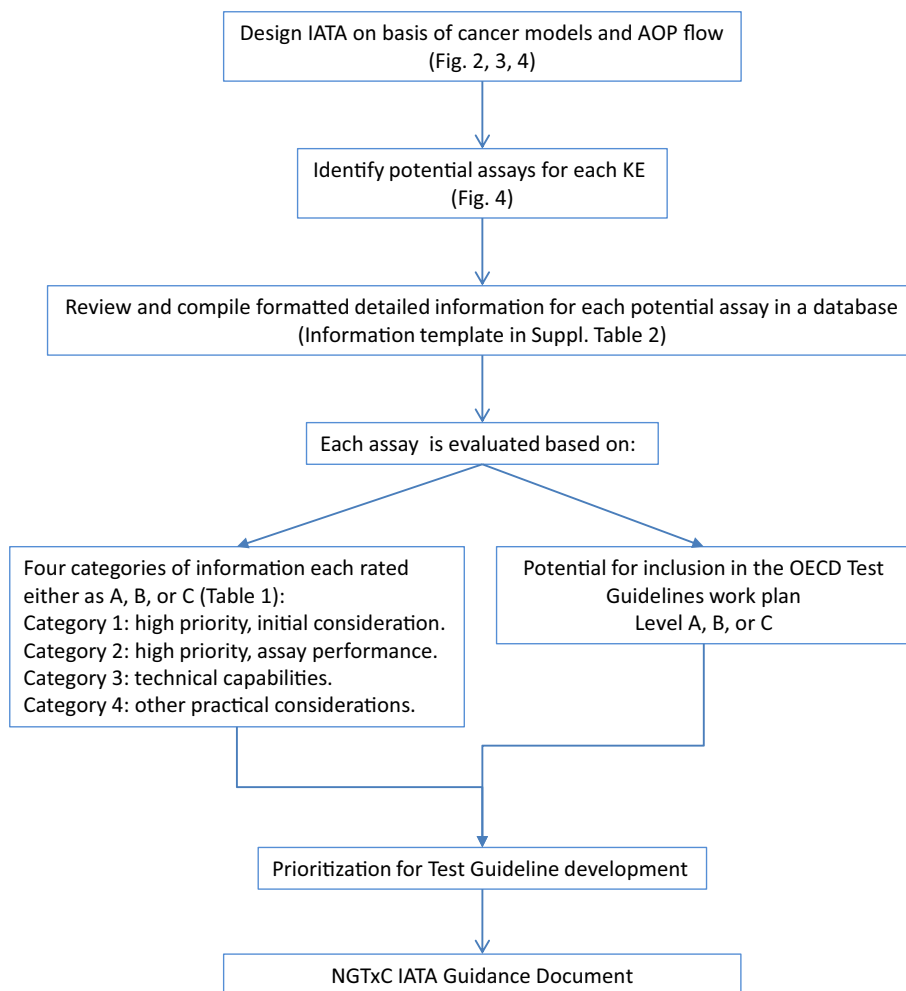 Design IATA on basis of cancer models and AOP flow
(Fig. 2, 3, 4)
Identify potential assays for each KE
(Fig. 4)
Review and compile formatted detailed information for each potential assay in a database
(Information template in Suppl. Table 2)
Each assay is evaluated based on:
Four categories of information each rated
either as A, B, or C (Table 1):
Category 1: high priority, initial consideration.
Category 2: high priority, assay performance.
Category 3: technical capabilities.
Category 4: other practical considerations.
Potential for inclusion in the OECD Test
Guidelines work plan
Level A, B, or C
Prioritization for Test Guideline development
NGTxC IATA Guidance Document